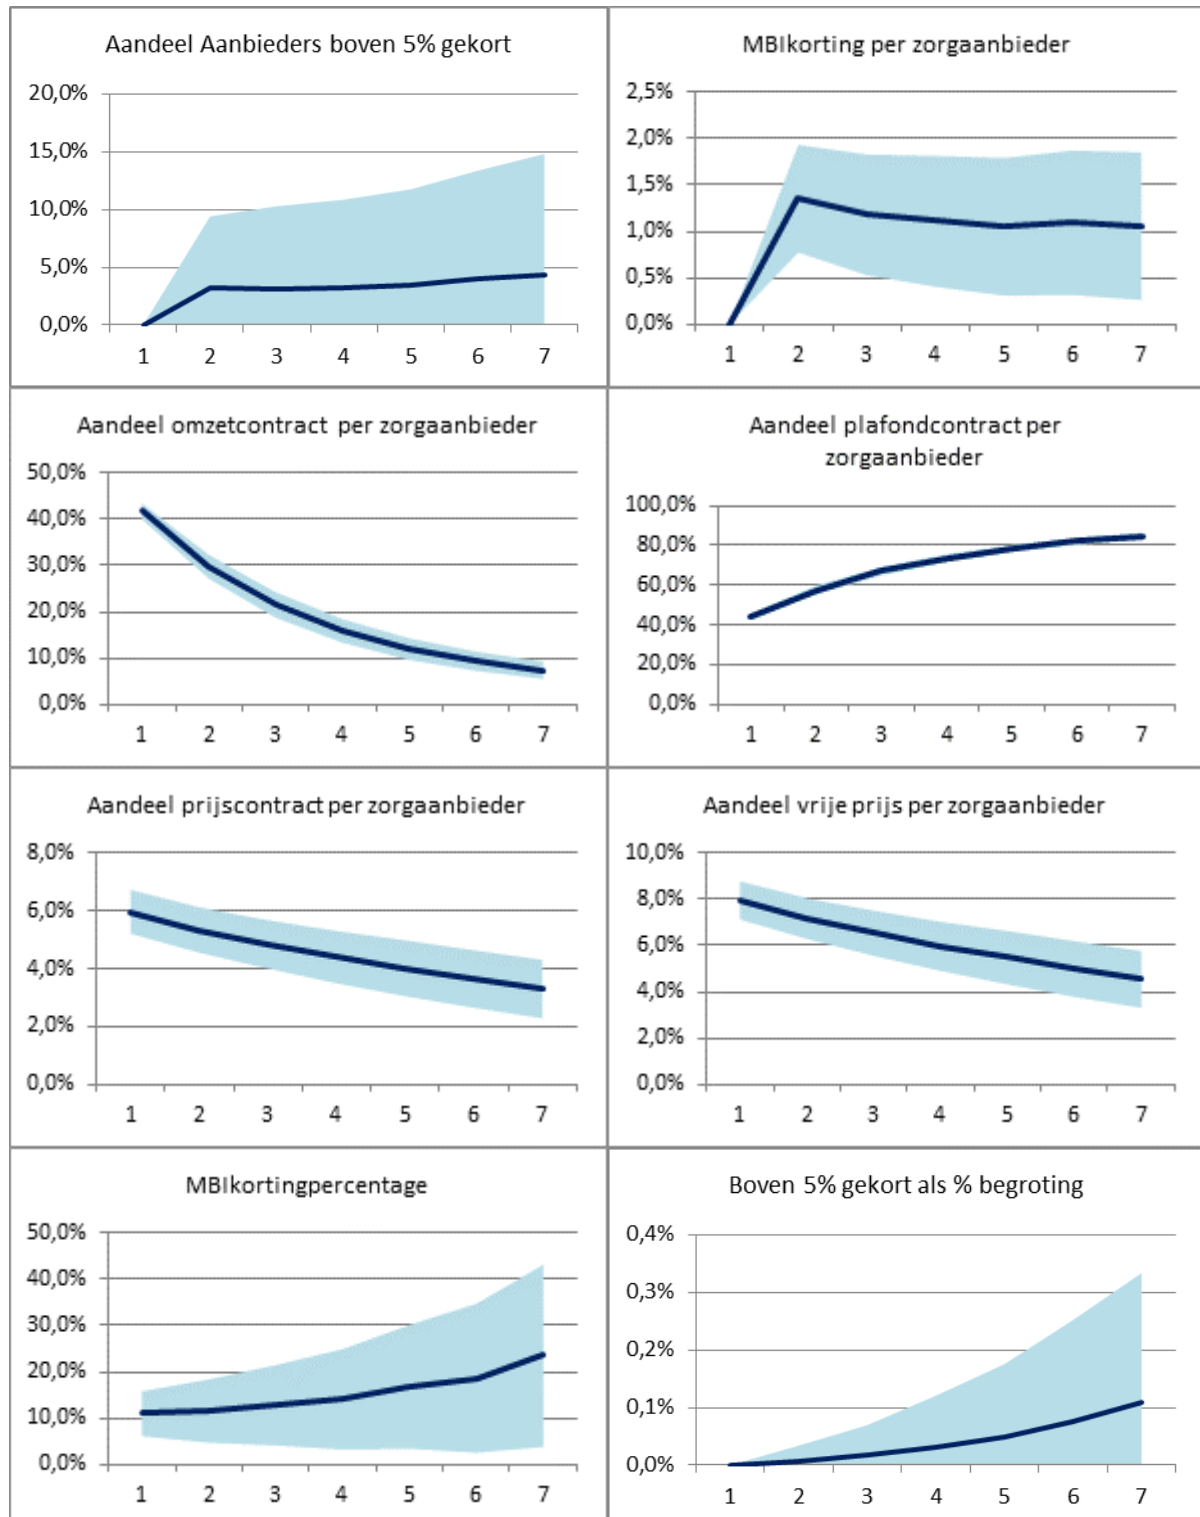 Aandeel Aanbieders boven 5% gekort
20,0%
15,0%
10,0%
5,0%
0,0%
1 2 3 4 5 6 7
MBIkorting per zorgaanbieder
2,5%
2,0%
1,5%
1,0%
0,5%
0,0%
1 2 3 4 5 6 7
Aandeel omzetcontract per zorgaanbieder
50,0%
40,0%
30,0%
20,0%
10,0%
0,0%
1 2 3 4 5 6 7
Aandeel plafondcontract per
zorgaanbieder
100,0%
80,0%
60,0%
40,0%
20,0%
0,0%
1 2 3 4 5 6 7
Aandeel prijscontract per zorgaanbieder
8,0%
6,0%
4,0%
2,0%
0,0%
1 2 3 4 5 6 7
Aandeel vrije prijs per zorgaanbieder
10,0%
8,0%
6,0%
4,0%
2,0%
0,0%
1 2 3 4 5 6 7
MBIkortingpercentage
50,0%
40,0%
30,0%
20,0%
10,0%
0,0%
1 2 3 4 5 6 7
Boven 5% gekort als % begroting
0,4%
0,3%
0,2%
0,1%
0,0%
1 2 3 4 5 6 7